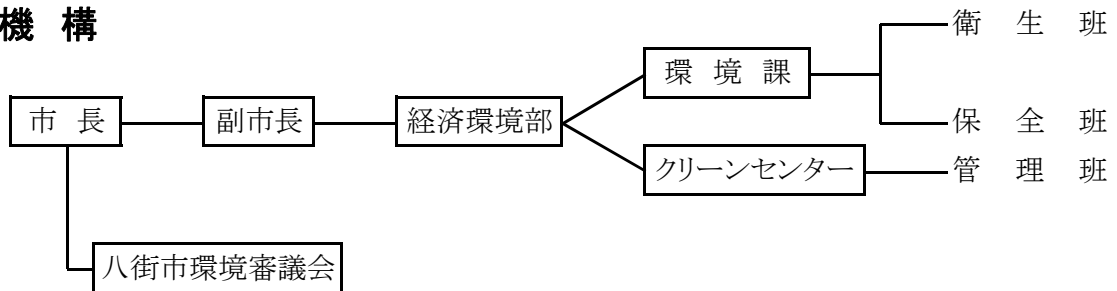 機 構
市 長
副市長
経済環境部
環 境 課
衛 生 班
保 全 班
クリーンセンター
管 理 班
八街市環境審議会